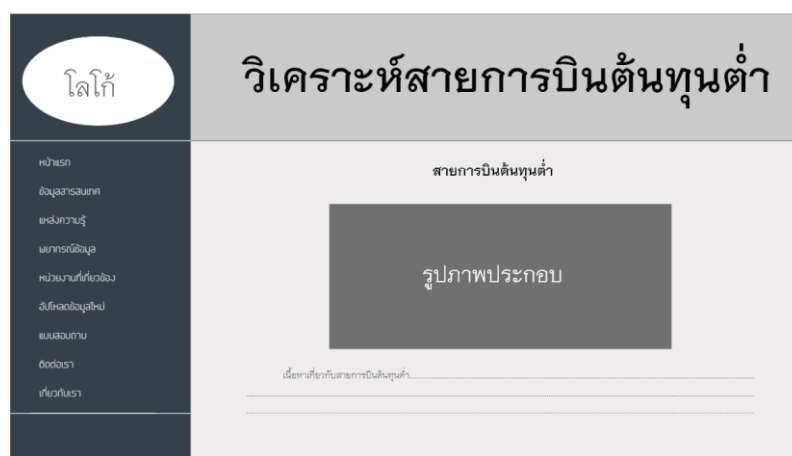 โลโก้
วิเคราะห์สายการบินต้นทุนต่ำ
หน้าแรก
ข้อมูลสารสนเทศ
แหล่งความรู้
พยากรณ์ข้อมูล
หน่วยงานที่เกี่ยวข้อง
อัปโหลดข้อมูลใหม่
แบบสอบถาม
ติดต่อเรา
เกี่ยวกับเรา
สายการบินต้นทุนต่ำ
รูปภาพประกอบ
เนื้อหาเกี่ยวกับสายการบินต้นทุนต่ำ